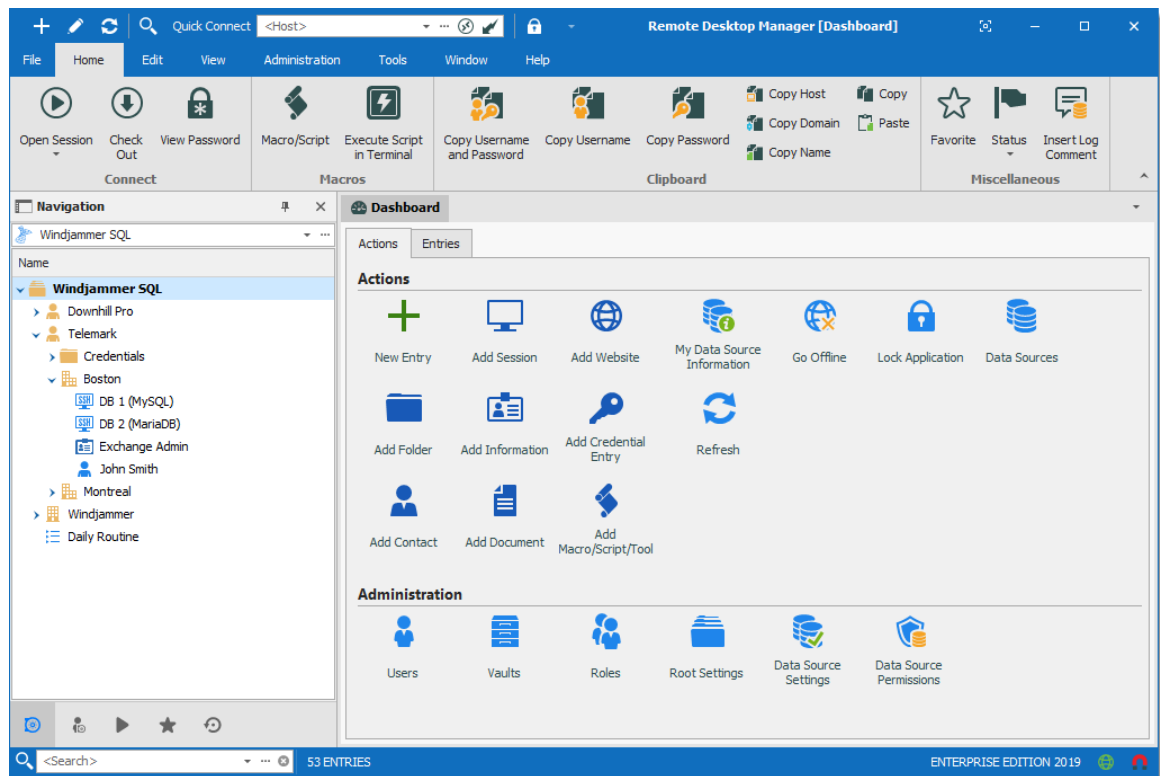 Quick Connect <Host> Remote Desktop Manager [Dashboard]
File Home Edit View Administration Tools Window Help
Open Session Check Out View Password
Connect
Macro/Script Execute Script in Terminal
Macros
Copy Username and Password Copy Username Copy Password
Copy Host Copy
Copy Domain Paste
Copy Name
Clipboard
Favorite Status Insert Log Comment
Miscellaneous
Navigation
Windjammer SQL
Name
Windjammer SQL
Downhill Pro
Telemark
Credentials
Boston
SSH DB 1 (MySQL)
SSH DB 2 (MariaDB)
Exchange Admin
John Smith
Montreal
Windjammer
Daily Routine
Dashboard
Actions Entries
Actions
New Entry Add Session Add Website My Data Source Information Go Offline Lock Application Data Sources
Add Folder Add Information Add Credential Entry Refresh
Add Contact Add Document Add Macro/Script/Tool
Administration
Users Vaults Roles Root Settings Data Source Settings Data Source Permissions
<Search> 53 ENTRIES ENTERPRISE EDITION 2019